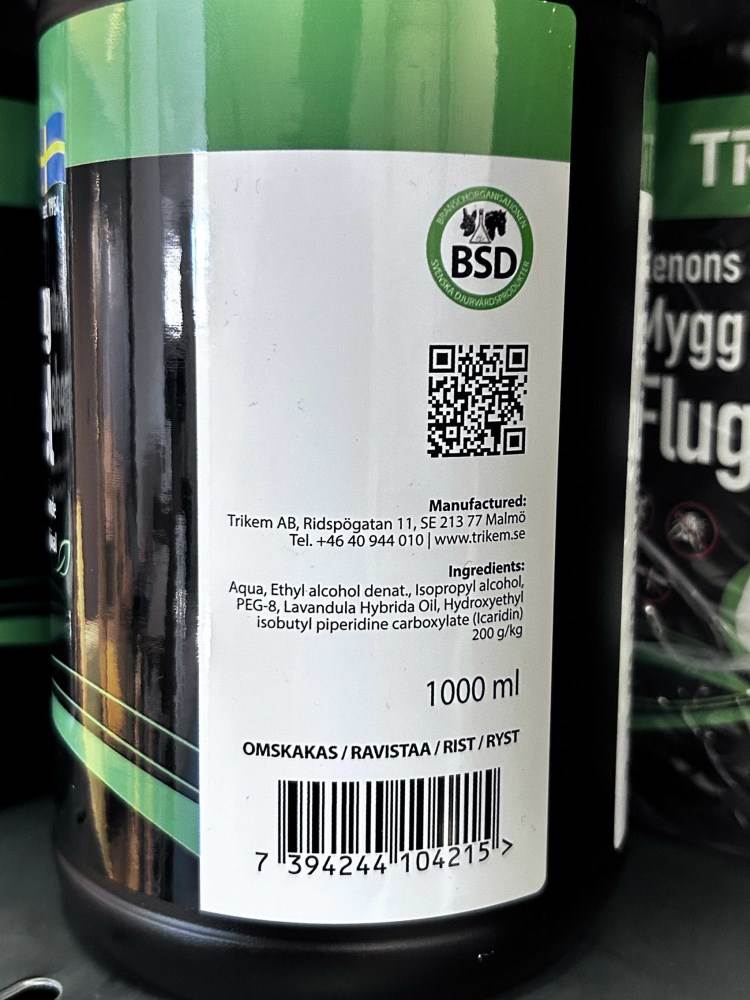 BRANSCHORGANISATIONEN
BSD
SVENSKA DJURVÅRDSPRODUKTER
Manufactured:
Trikem AB, Ridspögatan 11, SE 213 77 Malmö
Tel. +46 40 944 010 | www.trikem.se
Ingredients:
Aqua, Ethyl alcohol denat., Isopropyl alcohol,
PEG-8, Lavandula Hybrida Oil, Hydroxyethyl
isobutyl piperidine carboxylate (Icaridin)
200 g/kg
1000 ml
OMSKAKAS / RAVISTAA / RIST / RYST
7 394244 104215 >
Mygg